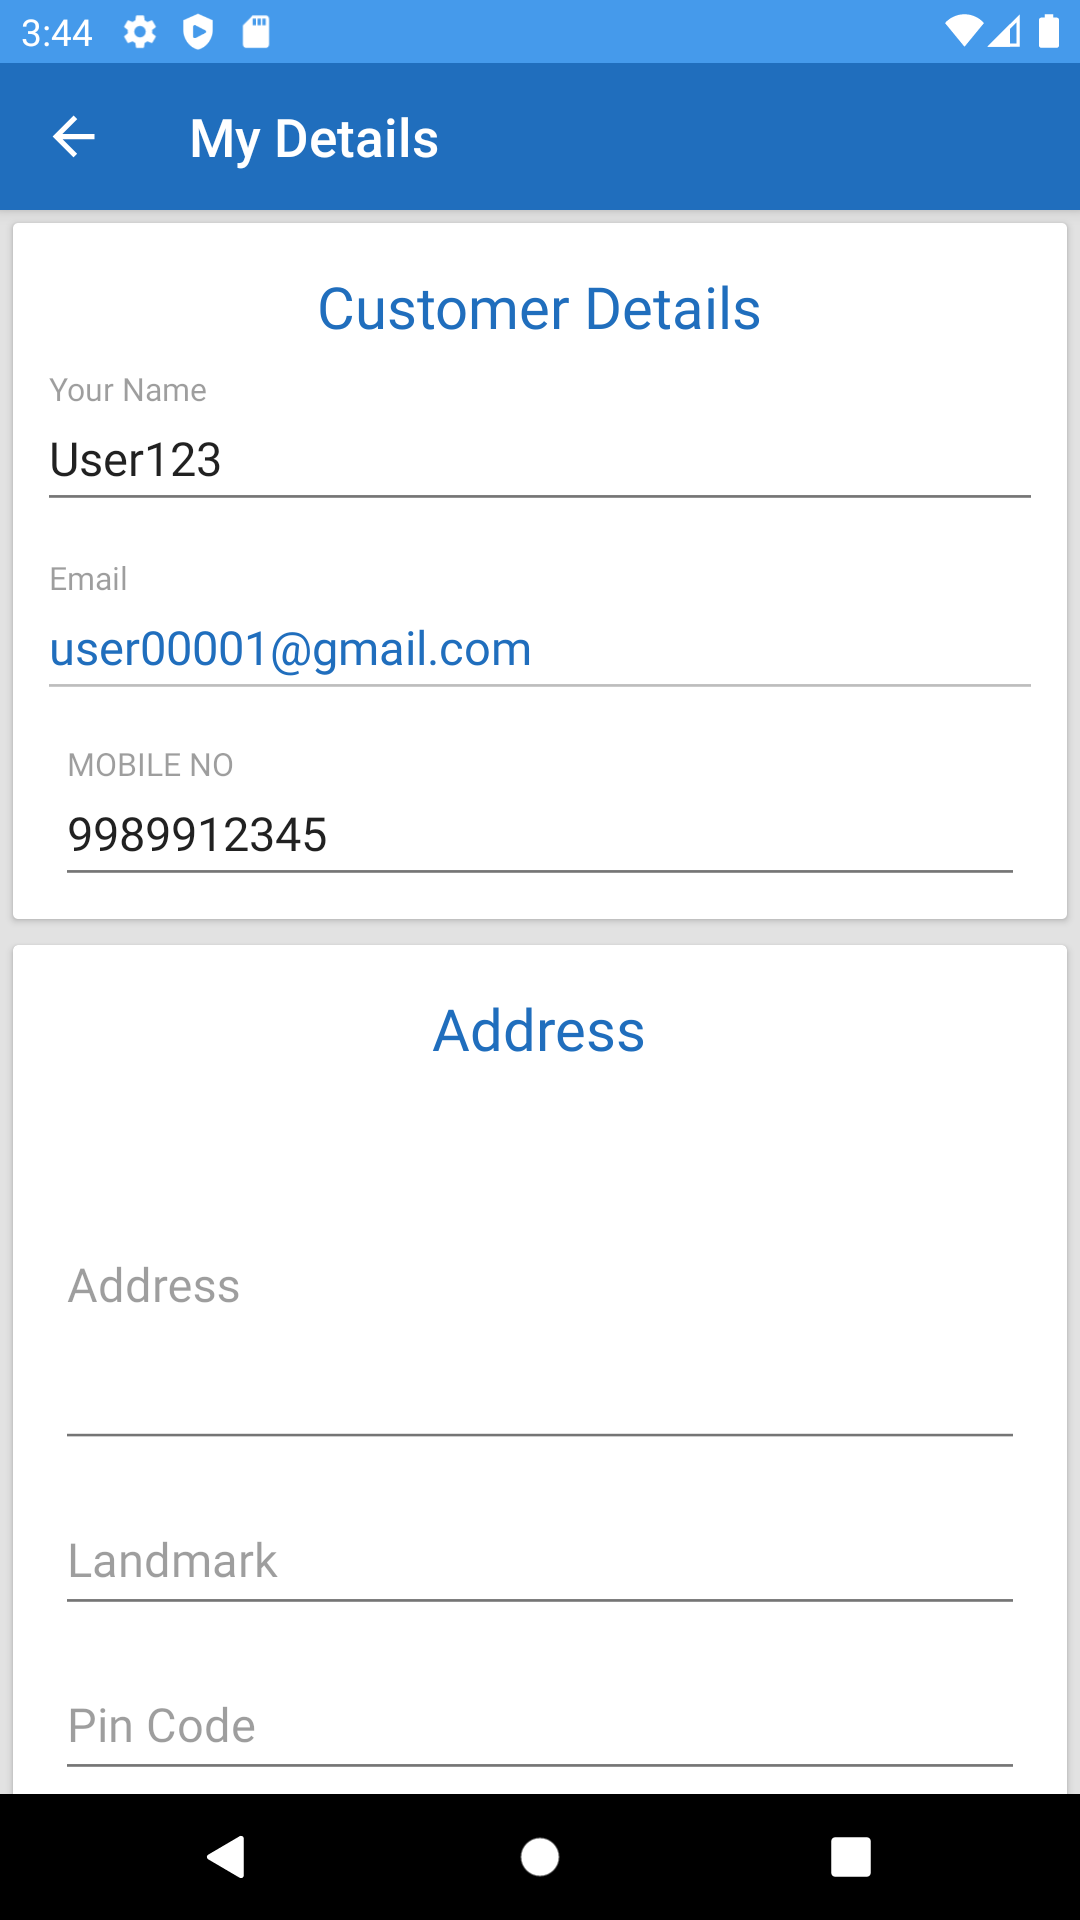 3:44
My Details
Customer Details
Your Name
User123
Email
user00001@gmail.com
MOBILE NO
9989912345
Address
Address
Landmark
Pin Code